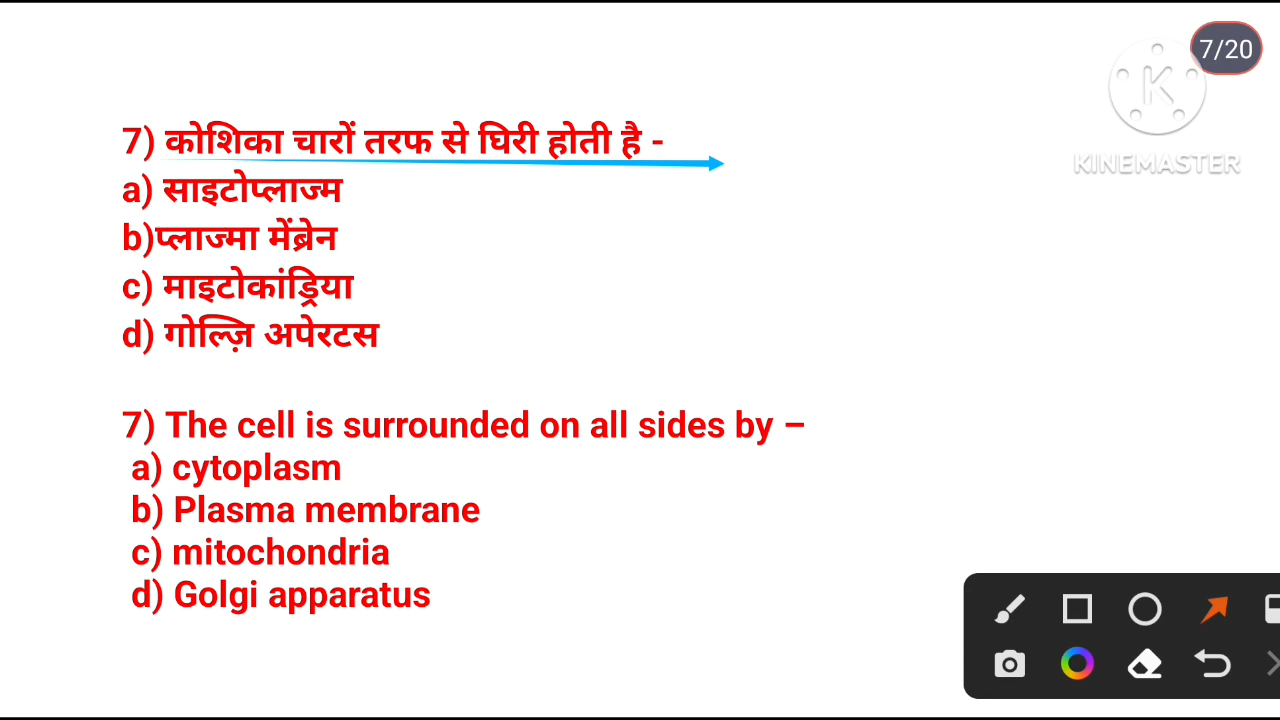 7/20
K
KINEMASTER
7) कोशिका चारों तरफ से घिरी होती है -
a) साइटोप्लाज्म
b)प्लाज्मा मेंब्रेन
c) माइटोकांड्रिया
d) गोल्ज़ि अपेरटस
7) The cell is surrounded on all sides by –
a) cytoplasm
b) Plasma membrane
c) mitochondria
d) Golgi apparatus